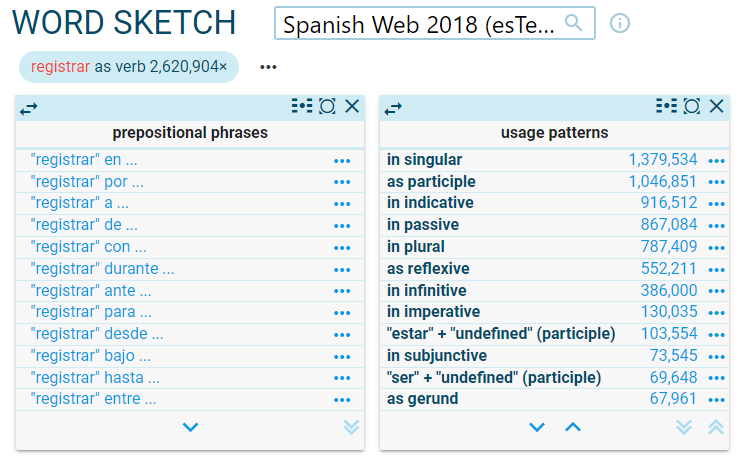 WORD SKETCH
Spanish Web 2018 (esTe...
registrar as verb 2,620,904×
prepositional phrases
"registrar" en ...
"registrar" por ...
"registrar" a ...
"registrar" de ...
"registrar" con ...
"registrar" durante ...
"registrar" ante ...
"registrar" para ...
"registrar" desde ...
"registrar" bajo ...
"registrar" hasta ...
"registrar" entre ...
usage patterns
in singular 1,379,534
as participle 1,046,851
in indicative 916,512
in passive 867,084
in plural 787,409
as reflexive 552,211
in infinitive 386,000
in imperative 130,035
"estar" + "undefined" (participle) 103,554
in subjunctive 73,545
"ser" + "undefined" (participle) 69,648
as gerund 67,961